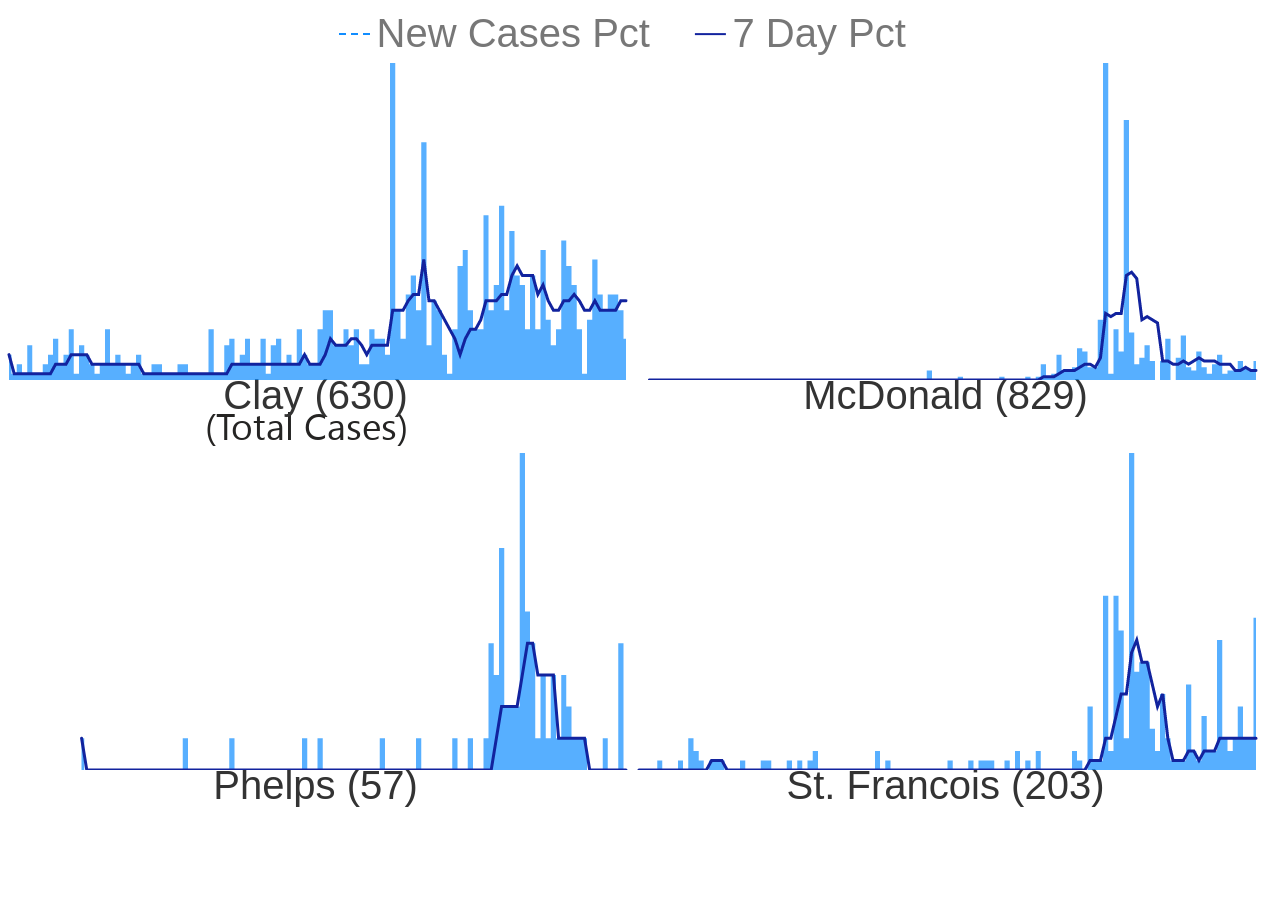 New Cases Pct 7 Day Pct
Clay (630) McDonald (829)
(Total Cases)
Phelps (57) St. Francois (203)